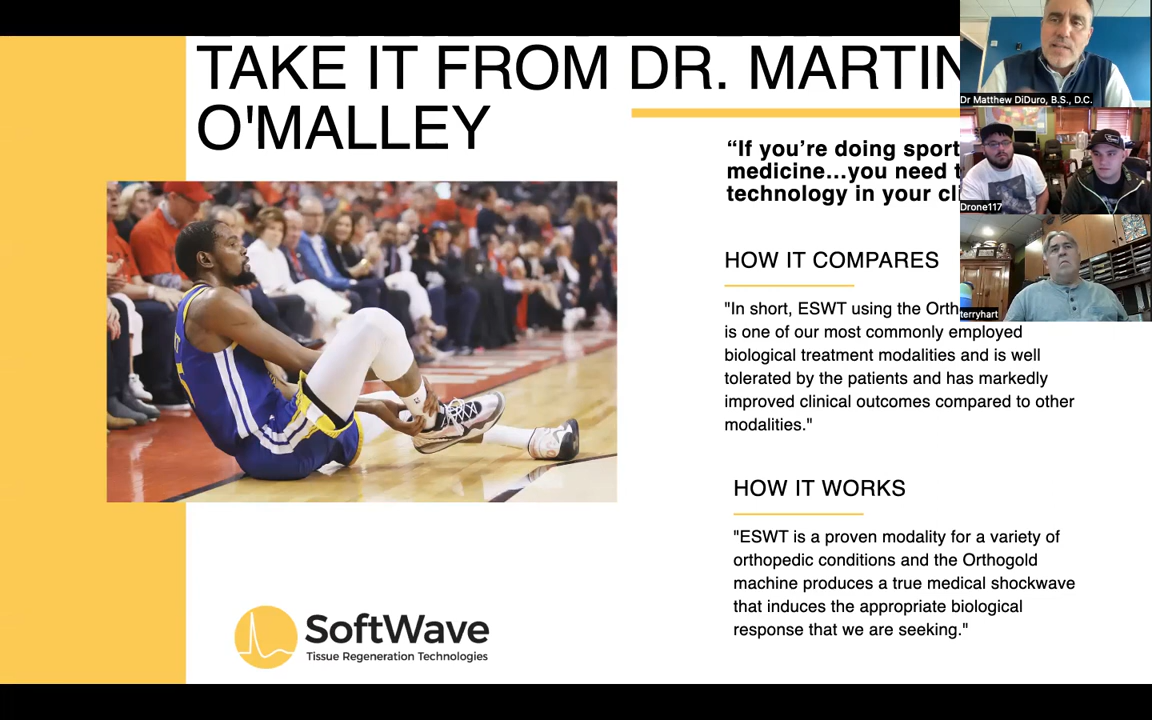 TAKE IT FROM DR. MARTIN
O'MALLEY
Dr Matthew DiDuro, B.S., D.C.
“If you’re doing sport
medicine...you need t
technology in your cli
Drone117
HOW IT COMPARES
"In short, ESWT using the Orth
terryhart
is one of our most commonly employed
biological treatment modalities and is well
tolerated by the patients and has markedly
improved clinical outcomes compared to other
modalities."
HOW IT WORKS
"ESWT is a proven modality for a variety of
orthopedic conditions and the Orthogold
machine produces a true medical shockwave
that induces the appropriate biological
response that we are seeking."
SoftWave
Tissue Regeneration Technologies